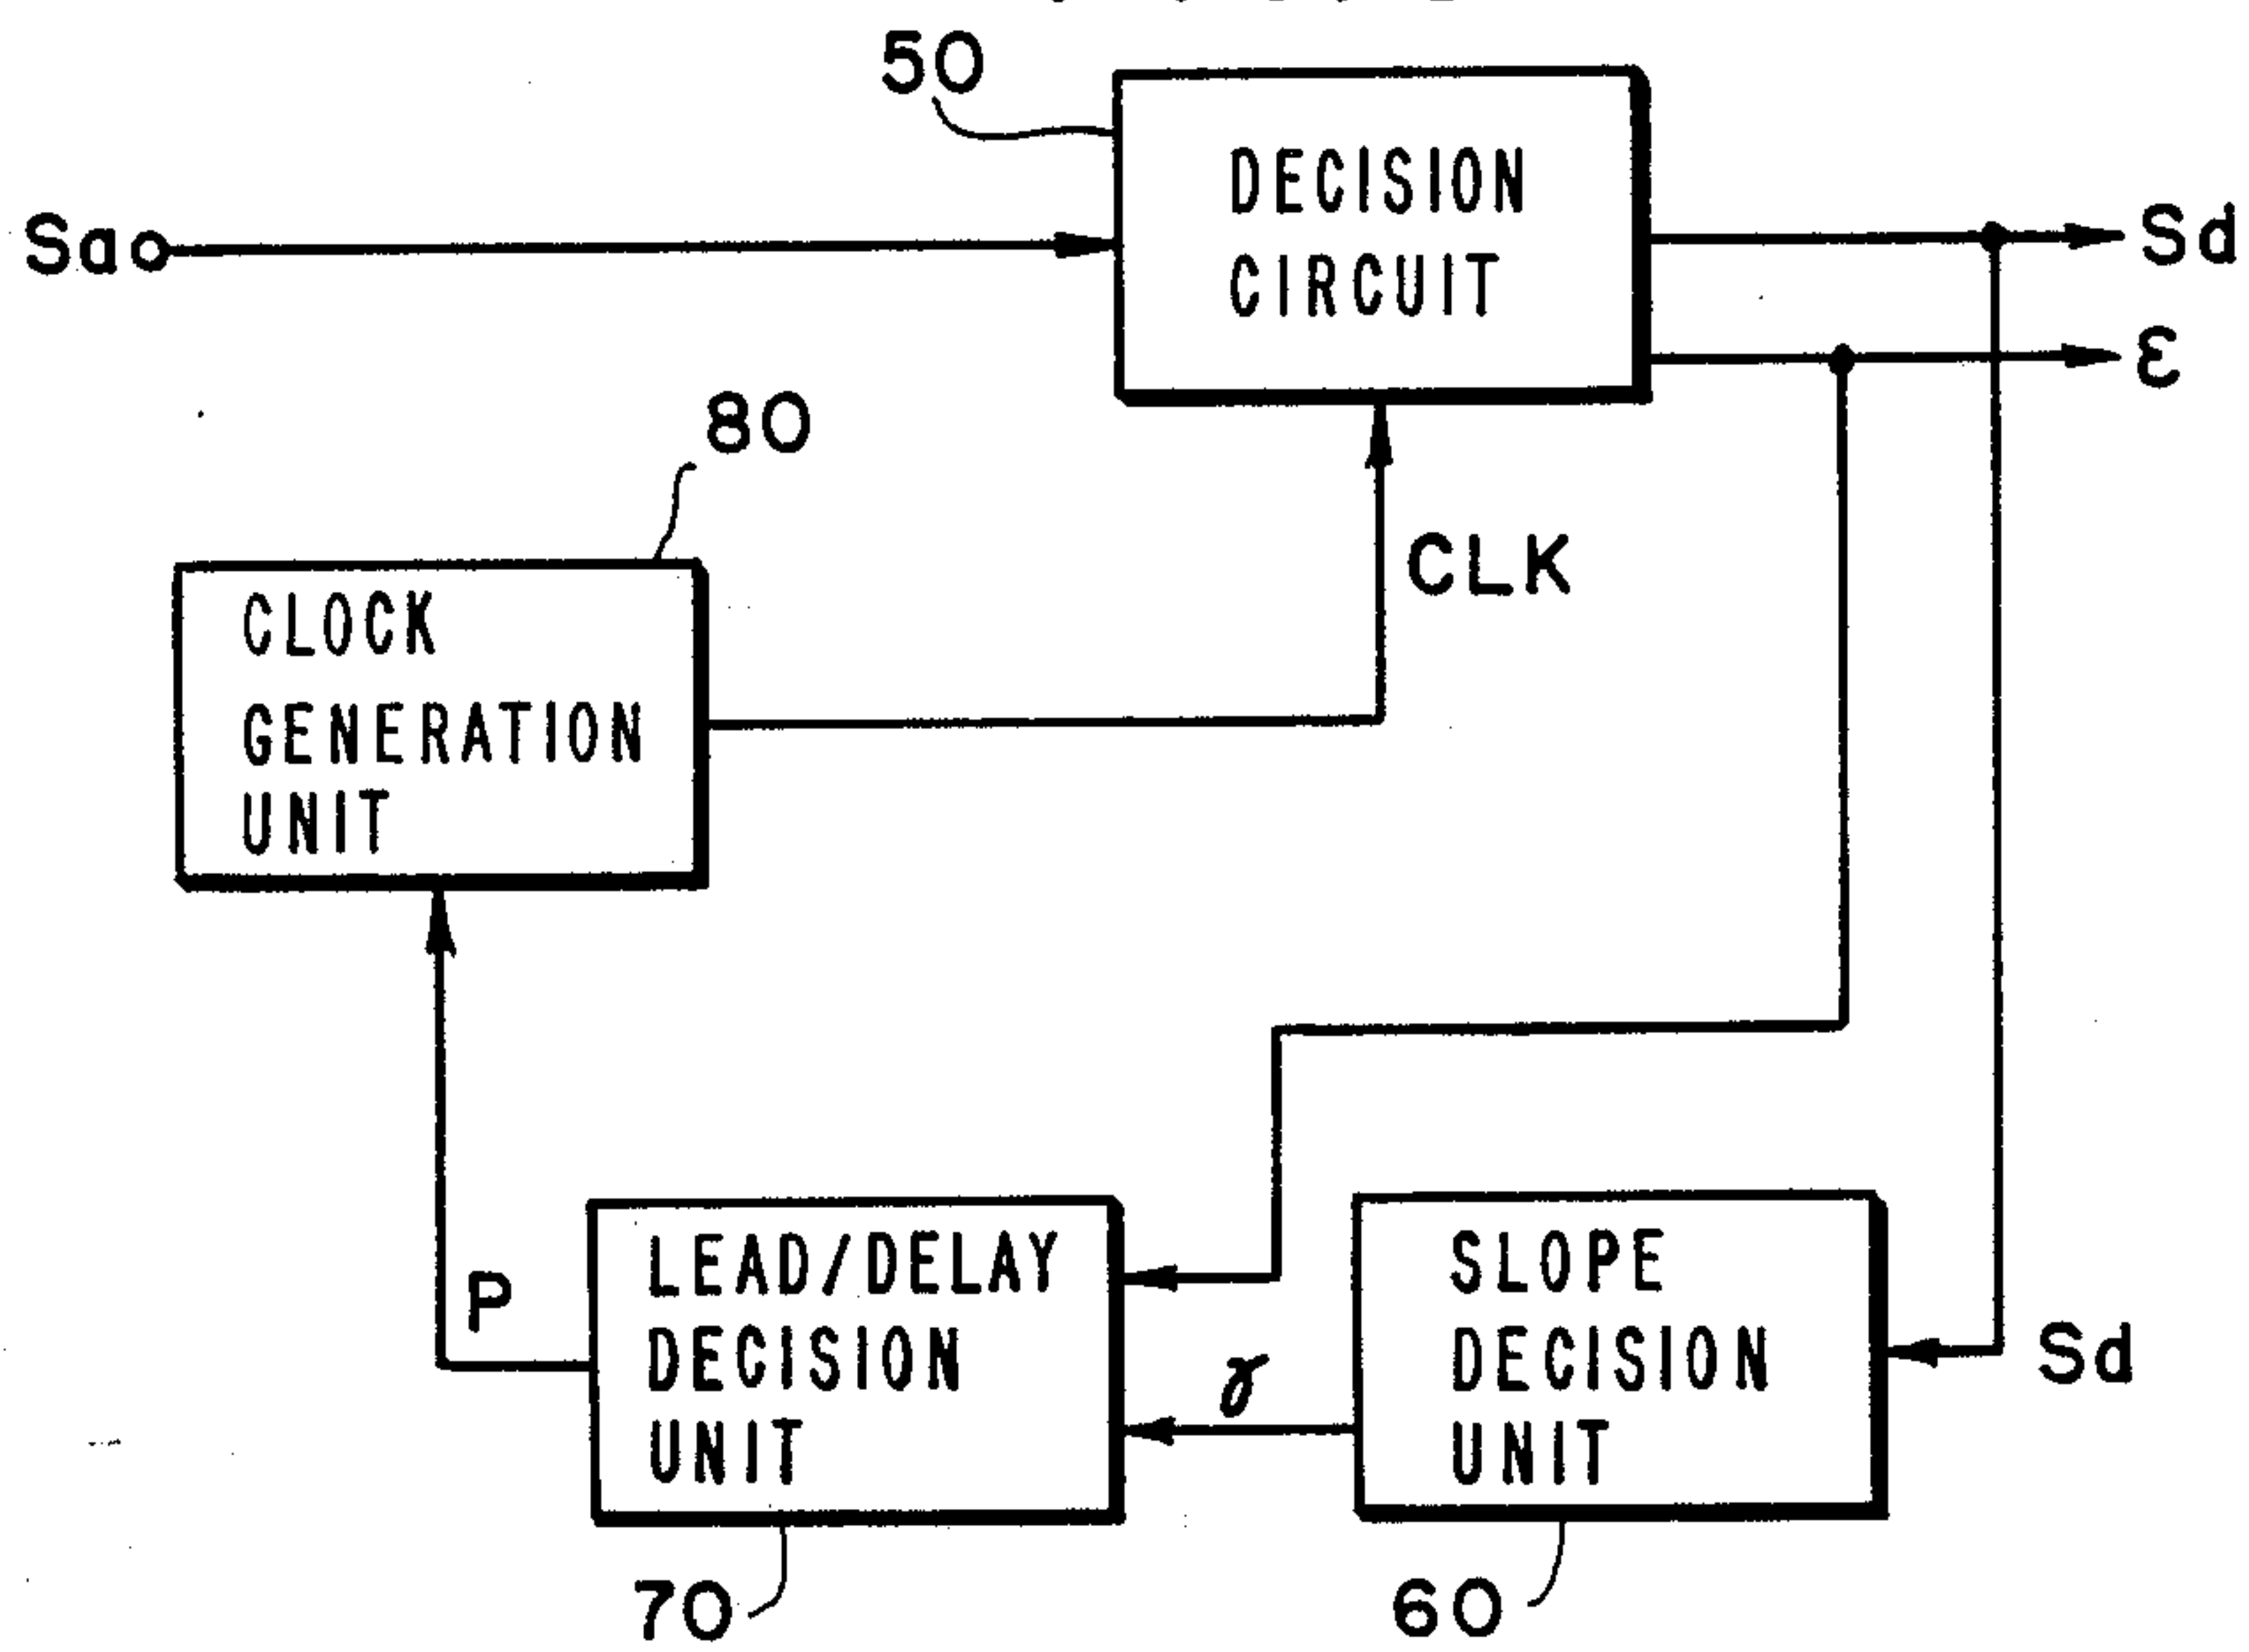 50
DECISION
CIRCUIT
Sao
Sd
ε
80
CLK
CLOCK
GENERATION
UNIT
P
LEAD/DELAY
DECISION
UNIT
γ
SLOPE
DECISION
UNIT
Sd
70
60